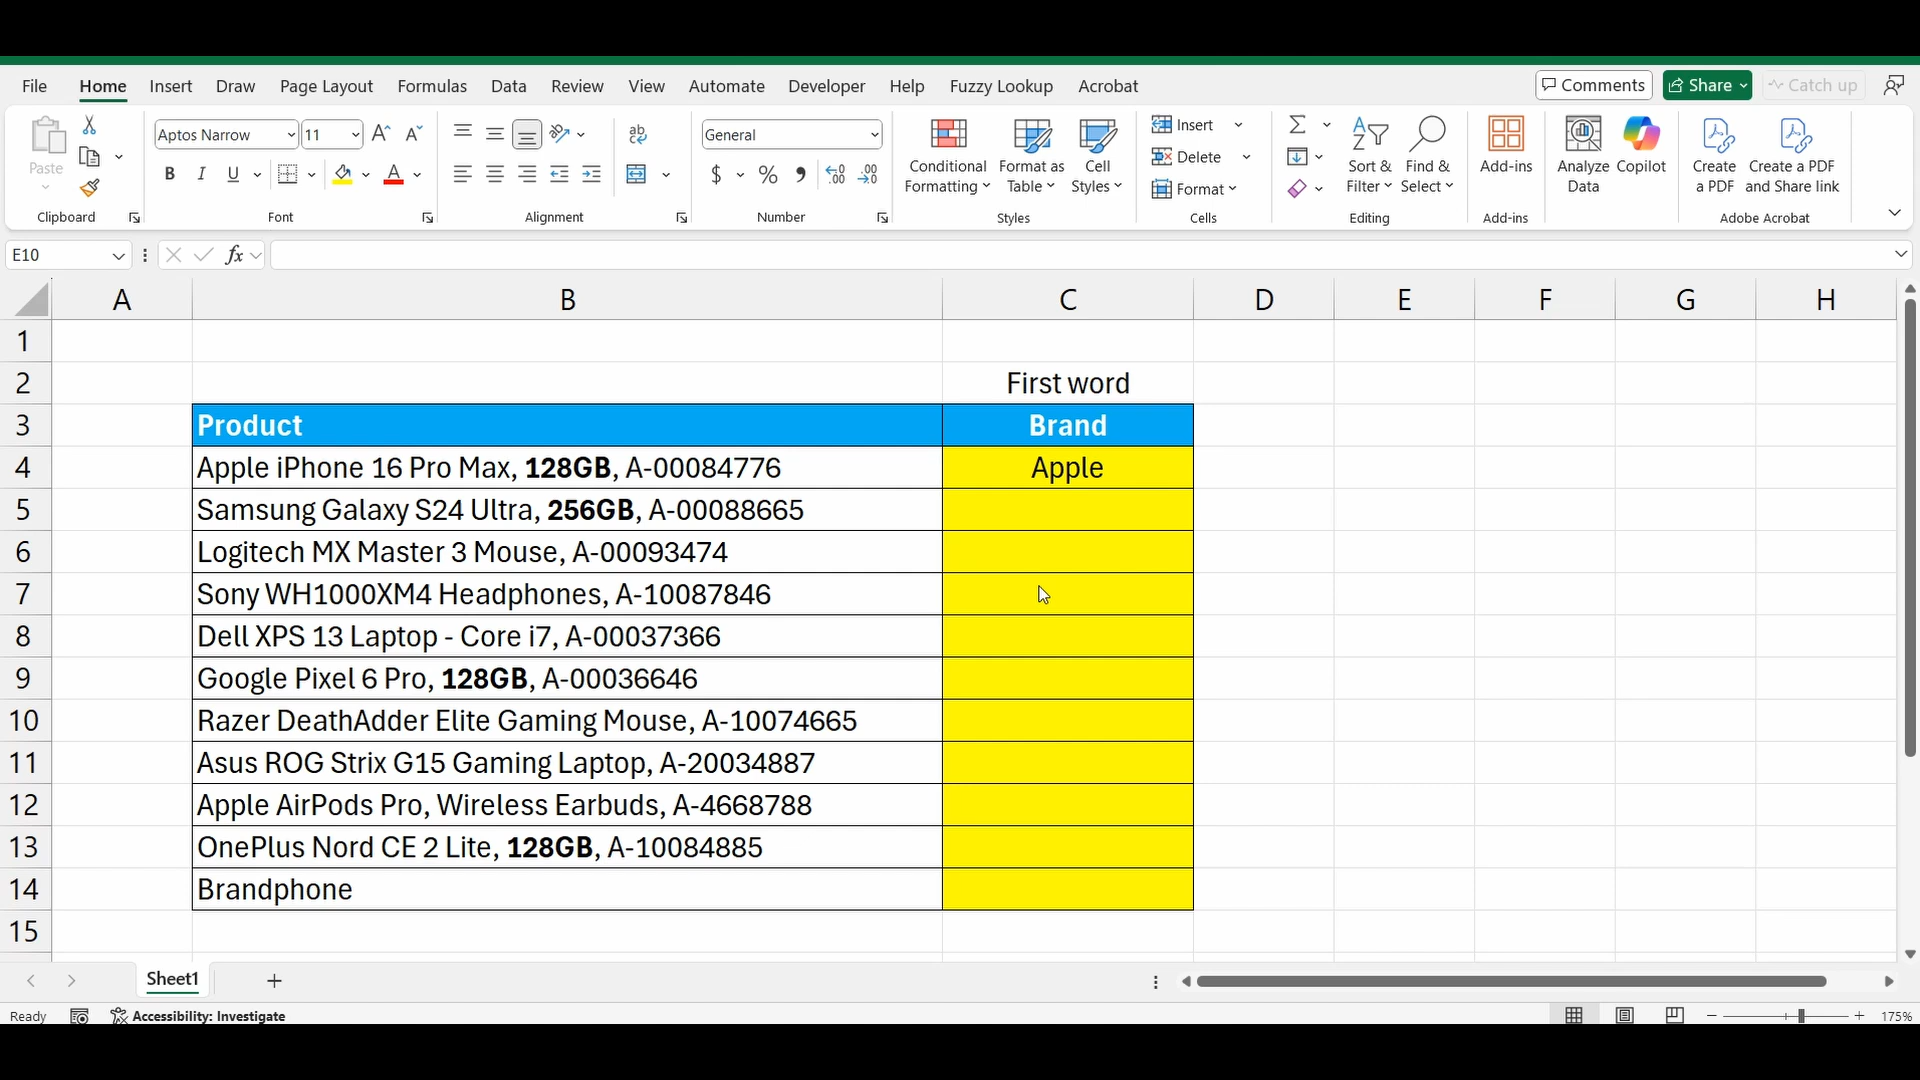 File Home Insert Draw Page Layout Formulas Data Review View Automate Developer Help Fuzzy Lookup Acrobat Comments Share Catch up
Paste
Clipboard
Aptos Narrow 11
B I U
Font
Alignment
General
Number
Conditional Formatting
Format as Table
Cell Styles
Styles
Insert
Delete
Format
Cells
Sort & Filter
Find & Select
Editing
Add-ins
Add-ins
Analyze Data
Copilot
Create a PDF
Create a PDF and Share link
Adobe Acrobat
E10 fx
A B C D E F G H
1
2 First word
3 Product Brand
4 Apple iPhone 16 Pro Max, 128GB, A-00084776 Apple
5 Samsung Galaxy S24 Ultra, 256GB, A-00088665
6 Logitech MX Master 3 Mouse, A-00093474
7 Sony WH1000XM4 Headphones, A-10087846
8 Dell XPS 13 Laptop - Core i7, A-00037366
9 Google Pixel 6 Pro, 128GB, A-00036646
10 Razer DeathAdder Elite Gaming Mouse, A-10074665
11 Asus ROG Strix G15 Gaming Laptop, A-20034887
12 Apple AirPods Pro, Wireless Earbuds, A-4668788
13 OnePlus Nord CE 2 Lite, 128GB, A-10084885
14 Brandphone
15
Sheet1
Ready Accessibility: Investigate 175%